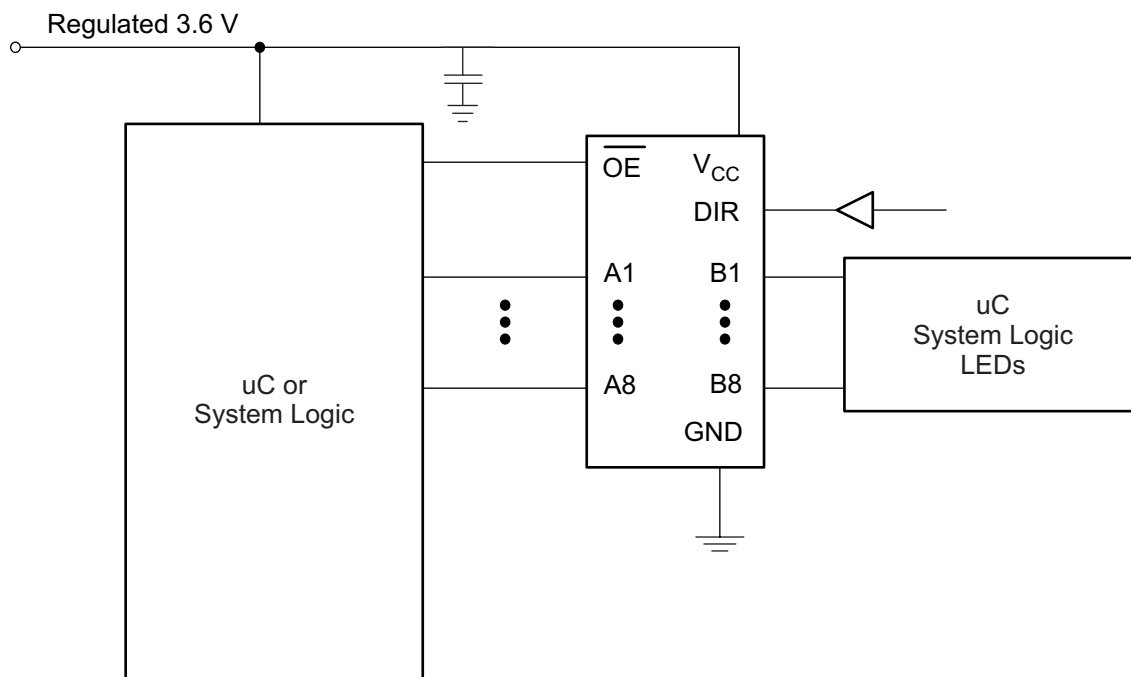 Regulated 3.6 V
OE
VCC
DIR
A1
B1
uC
System Logic
LEDs
A8
B8
uC or
System Logic
GND